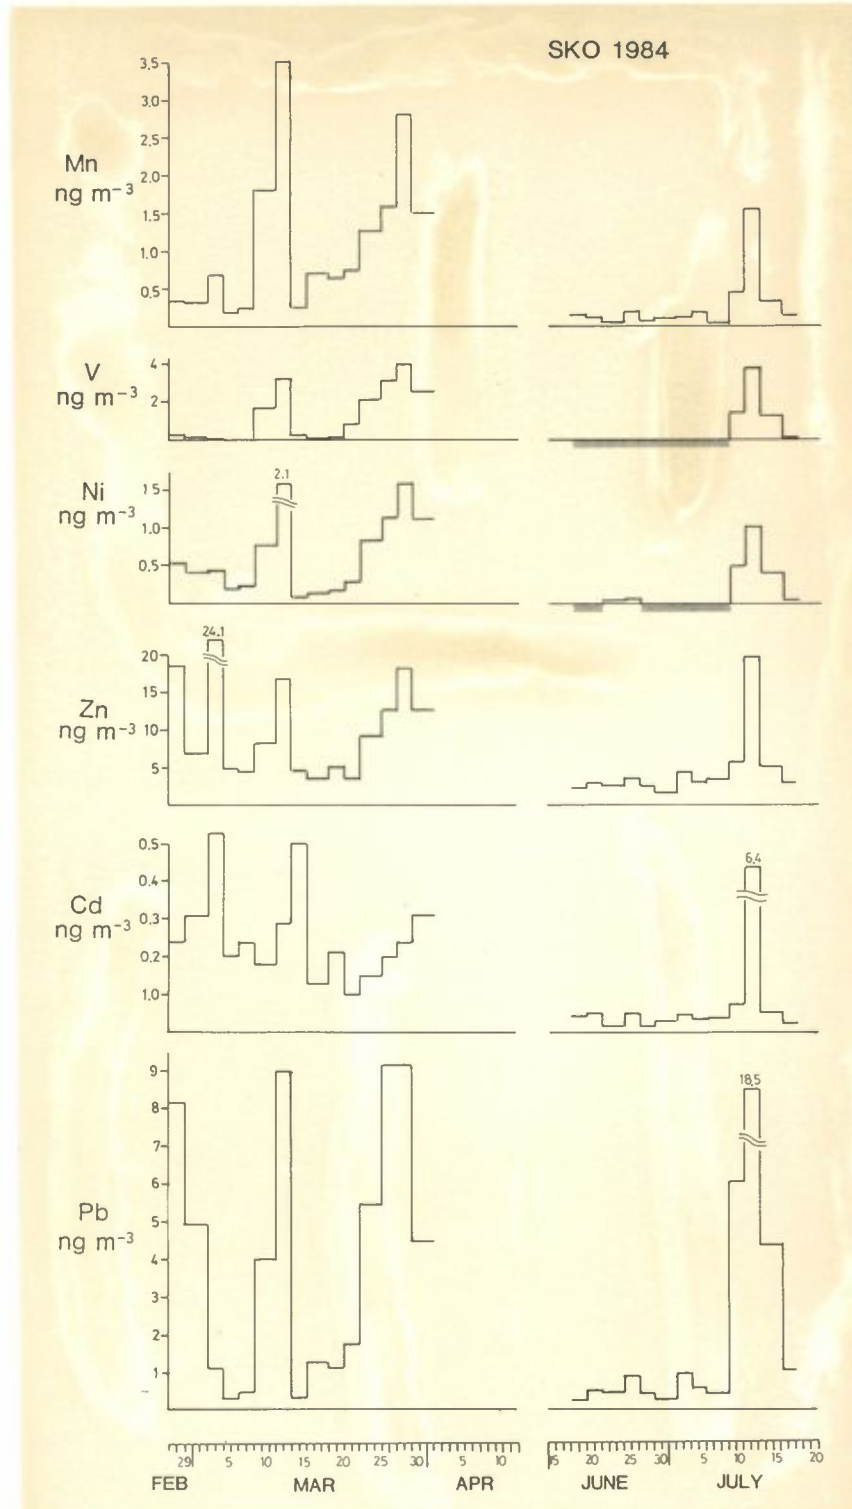 SKO 1984
Mn
ng m⁻³
3,5
3,0
2,5
2,0
1,5
1,0
0,5
V
ng m⁻³
4
2
Ni
ng m⁻³
2.1
1 5
1,0
0,5
Zn
ng m⁻³
24.1
20
15
10
5
Cd
ng m⁻³
0,5
0,4
0,3
0,2
1,0
6,4
Pb
ng m⁻³
9
8
7
6
5
4
3
2
1
18,5
29 5 10 15 20 25 30 5 10 15 20 25 30 5 10 15 20
FEB MAR APR JUNE JULY